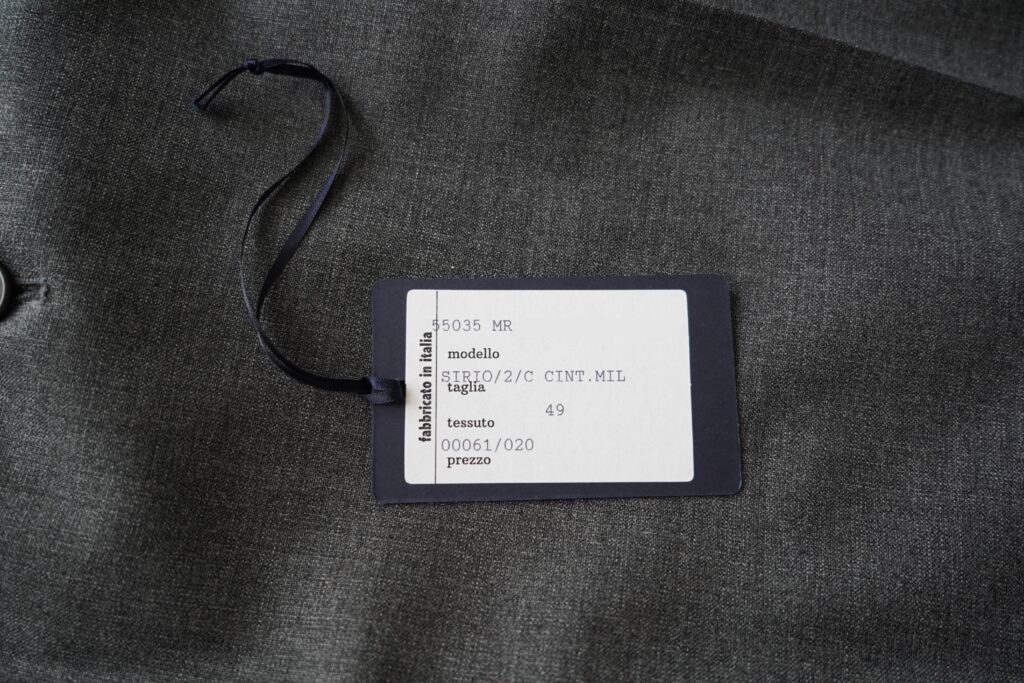 fabbricato in italia
55035 MR
modello
SIRIO/2/C CINT.MIL
taglia
49
tessuto
00061/020
prezzo